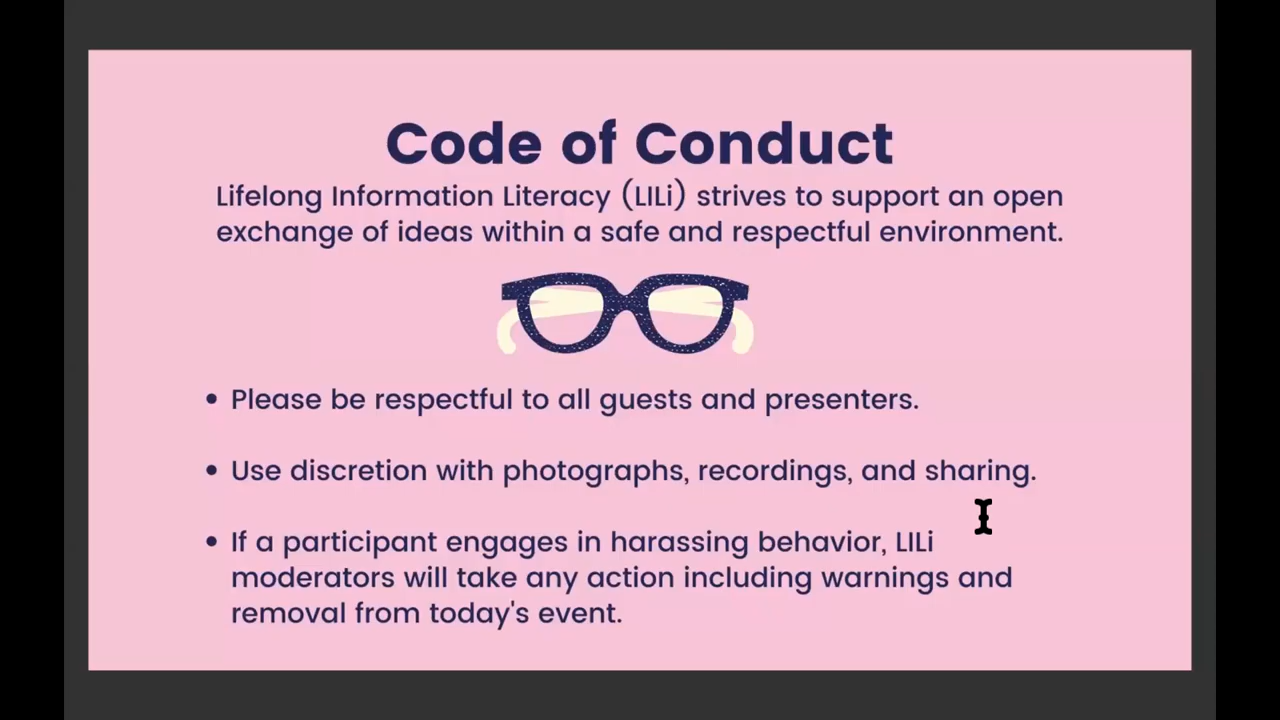 Code of Conduct
Lifelong Information Literacy (LILi) strives to support an open
exchange of ideas within a safe and respectful environment.
• Please be respectful to all guests and presenters.
• Use discretion with photographs, recordings, and sharing.
• If a participant engages in harassing behavior, LILi
moderators will take any action including warnings and
removal from today's event.